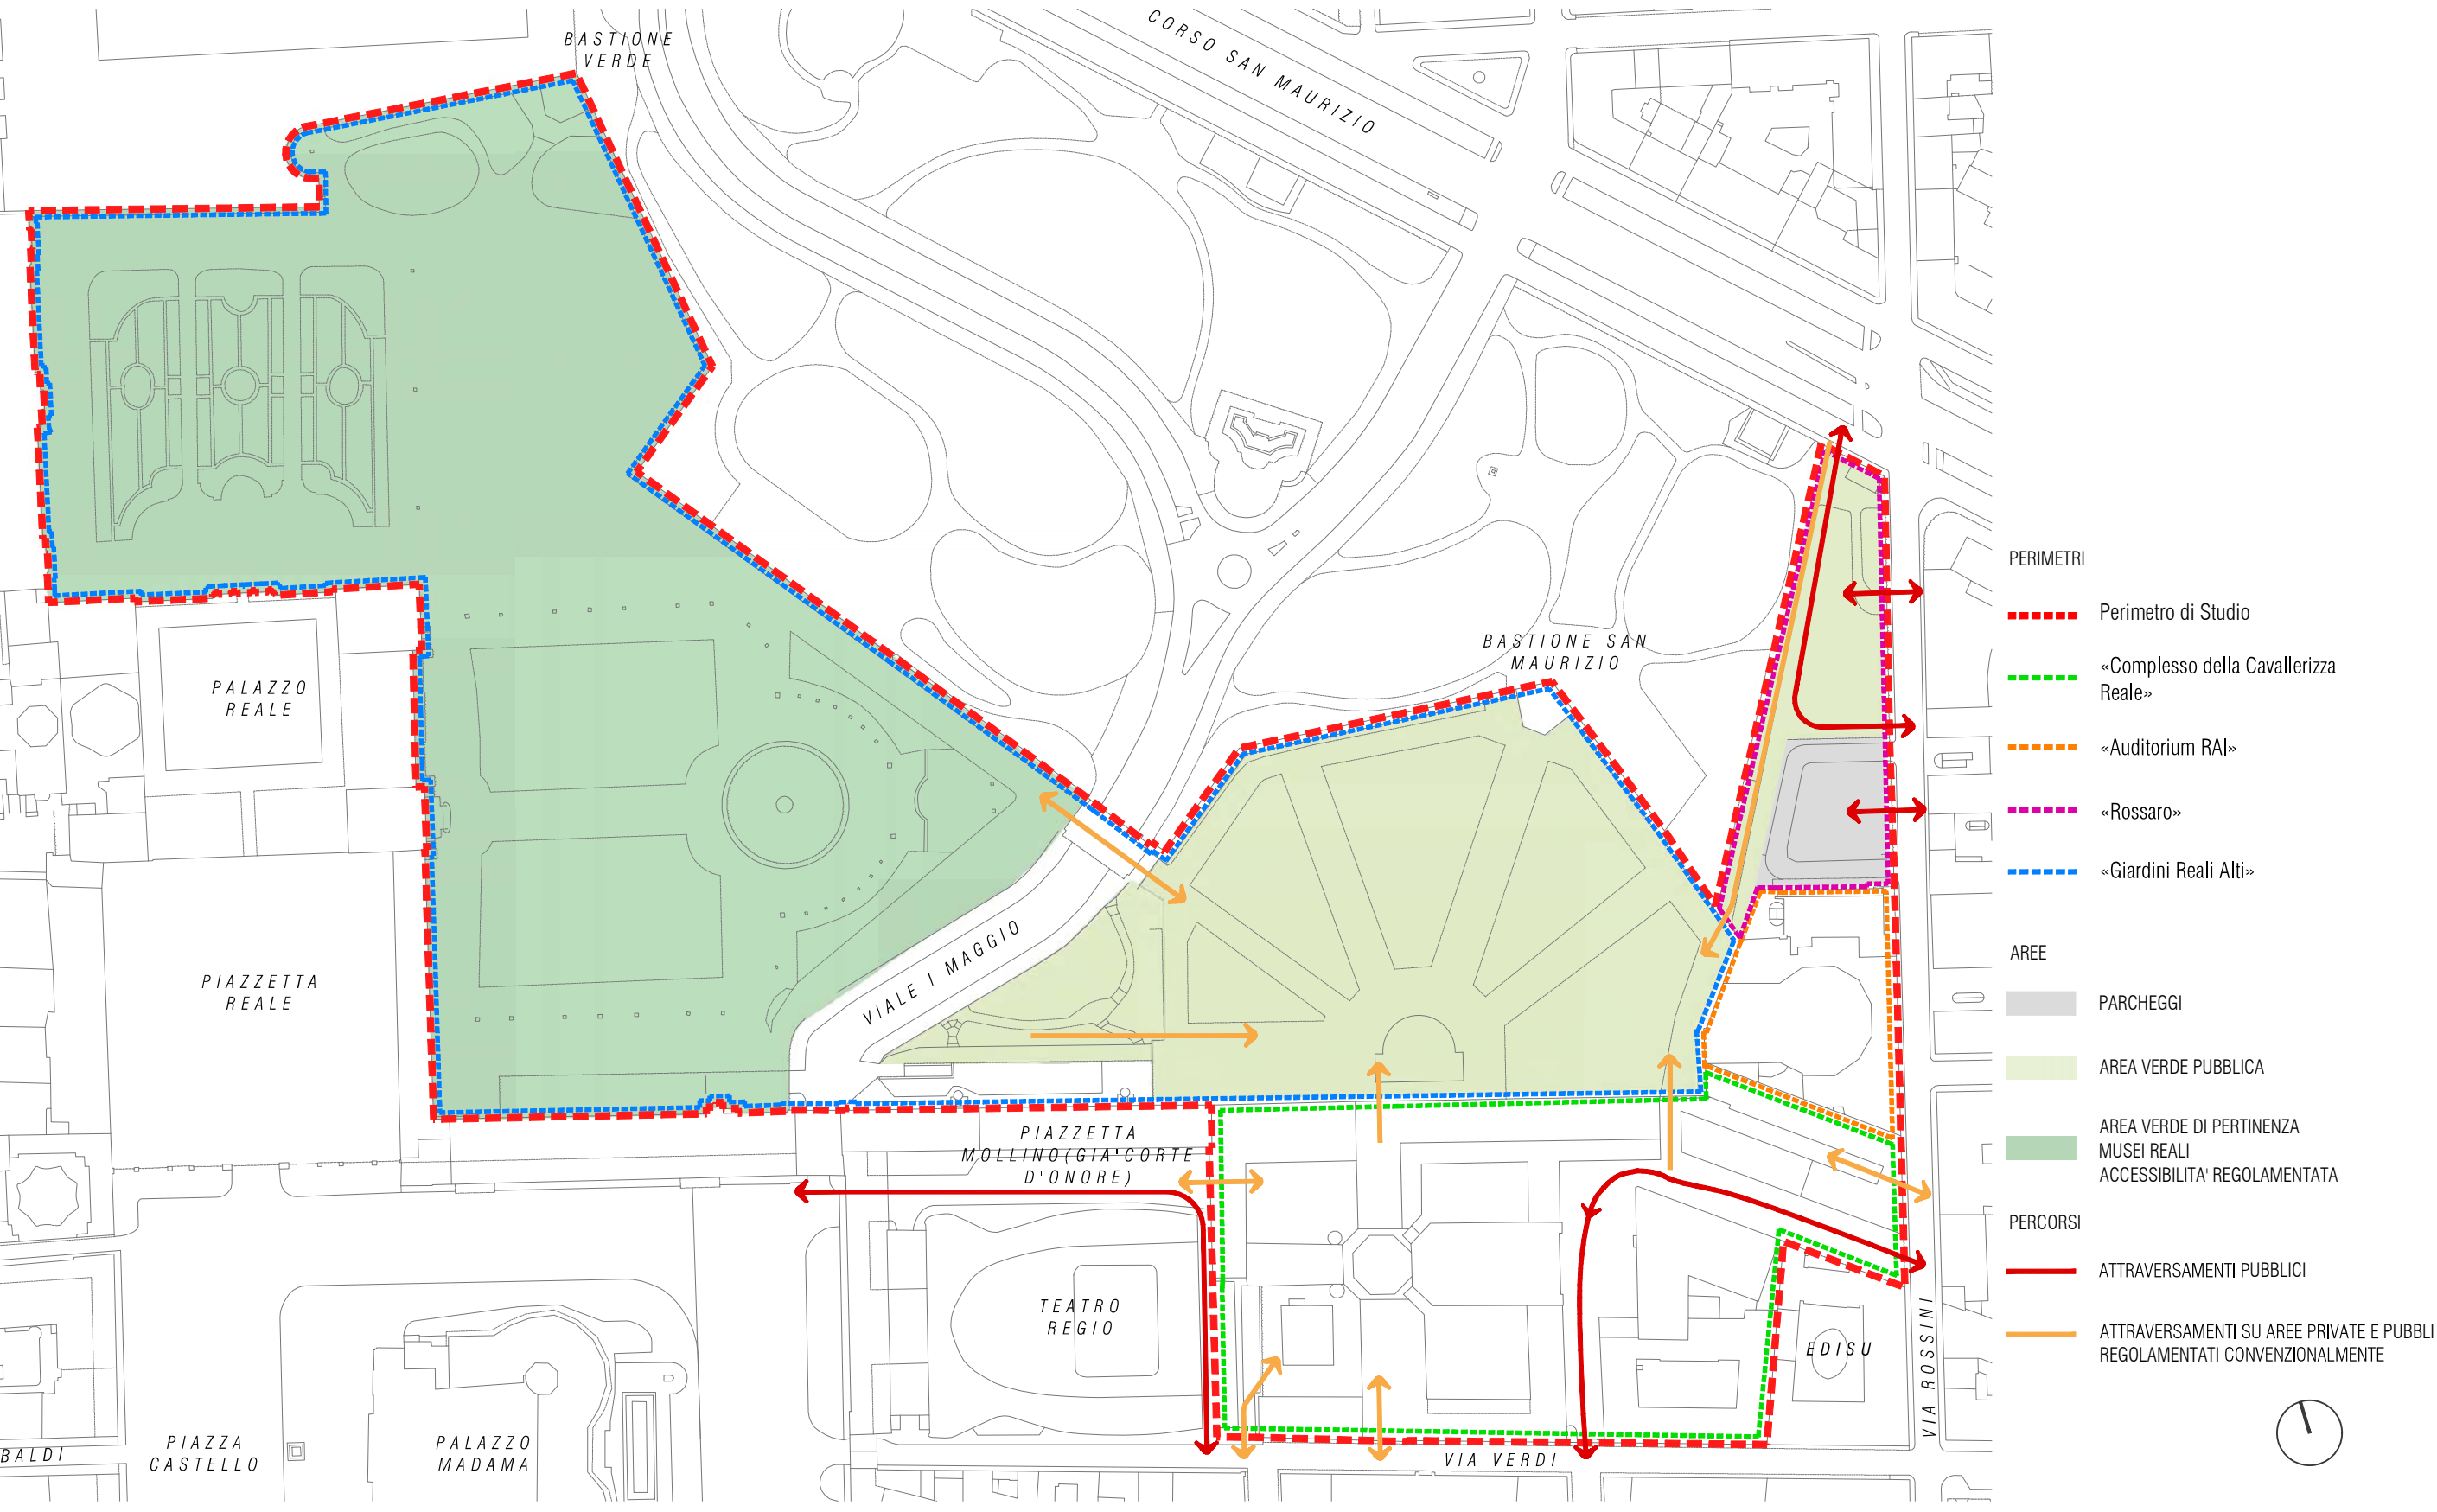 BASTIONE
VERDE
CORSO SAN MAURIZIO
BASTIONE SAN
MAURIZIO
PALAZZO
REALE
PIAZZETTA
REALE
VIALE I MAGGIO
PIAZZETTA
MOLLINO(GIA'CORTE
D'ONORE)
TEATRO
REGIO
EDISU
VIA ROSSINI
PIAZZA
CASTELLO
PALAZZO
MADAMA
BALDI
VIA VERDI
PERIMETRI
Perimetro di Studio
«Complesso della Cavallerizza
Reale»
«Auditorium RAI»
«Rossaro»
«Giardini Reali Alti»
AREE
PARCHEGGI
AREA VERDE PUBBLICA
AREA VERDE DI PERTINENZA
MUSEI REALI
ACCESSIBILITA' REGOLAMENTATA
PERCORSI
ATTRAVERSAMENTI PUBBLICI
ATTRAVERSAMENTI SU AREE PRIVATE E PUBBLI
REGOLAMENTATI CONVENZIONALMENTE